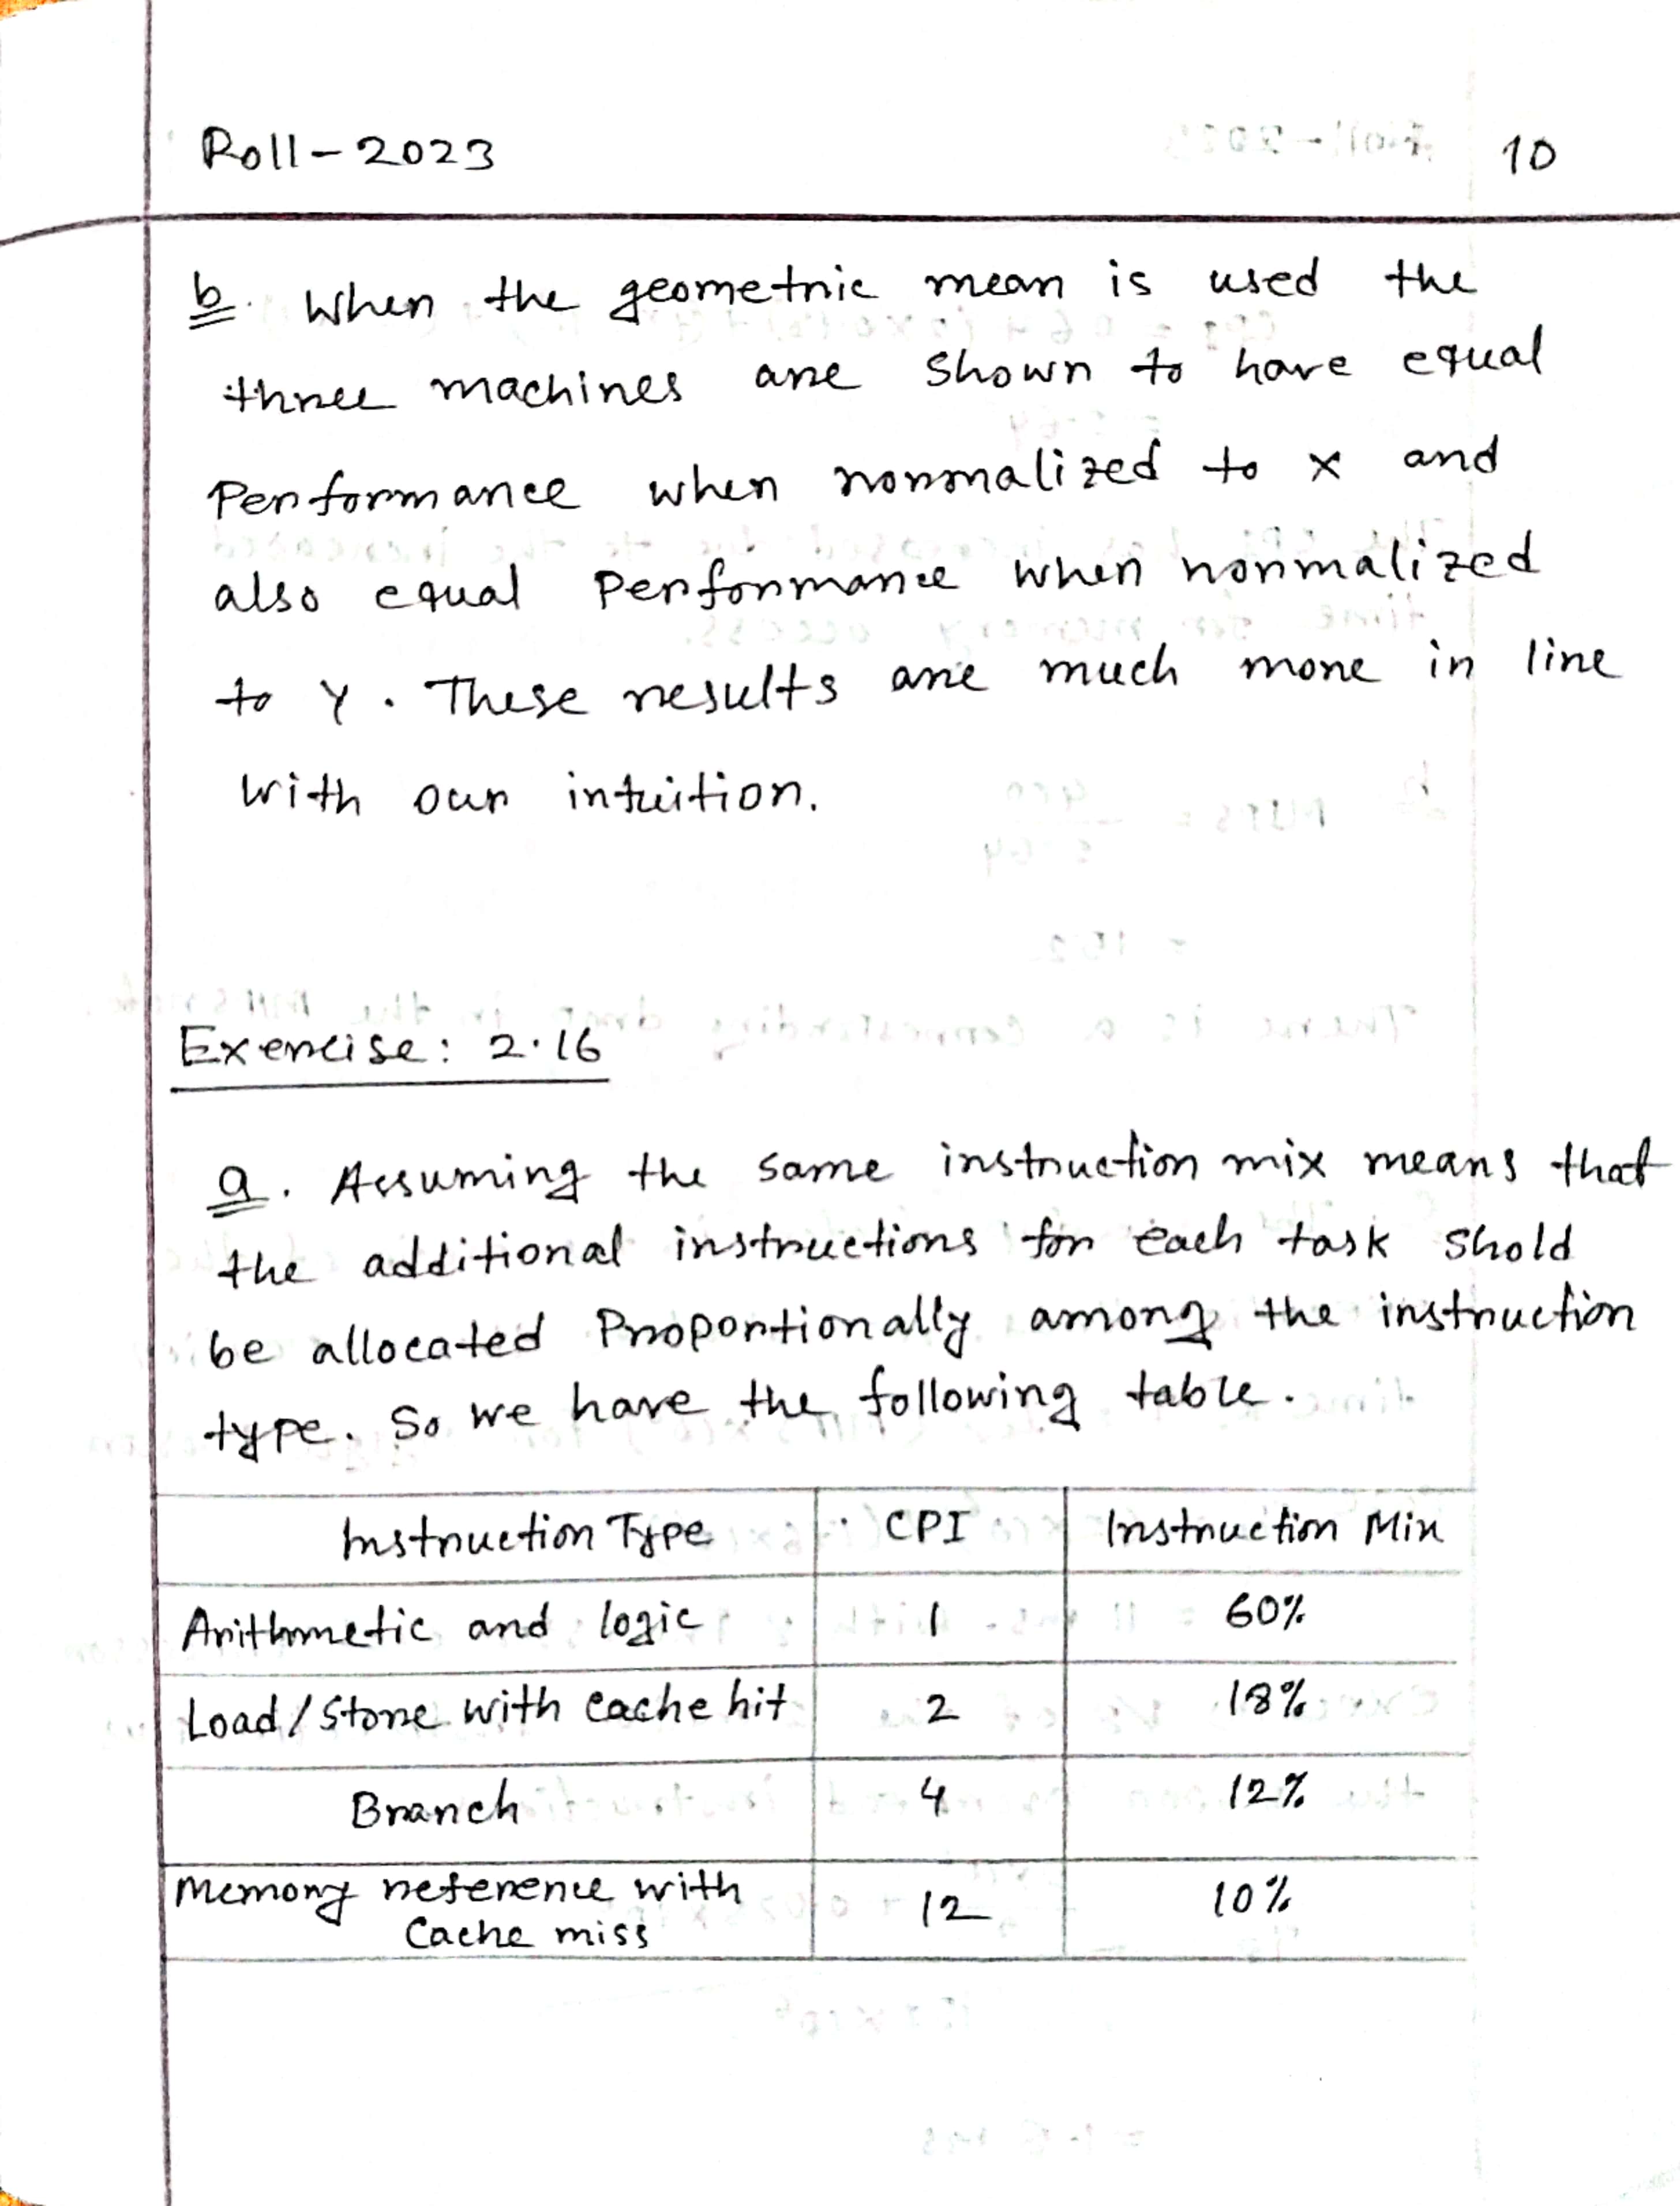 Roll-2023 10
b. When the geometric mean is used the
three machines are shown to have equal
Performance when normalized to x and
also equal Performance when normalized
to Y. These results are much more in line
with our intuition.
Exercise: 2.16
a. Assuming the same instruction mix means that
the additional instructions for each task shold
be allocated Proportionally among the instruction
type. So we have the following table.
Instruction Type CPI Instruction Mix
Arithmetic and logic 1 60%
Load/Store with cache hit 2 18%
Branch 4 12%
Memory reference with
Cache miss 12 10%